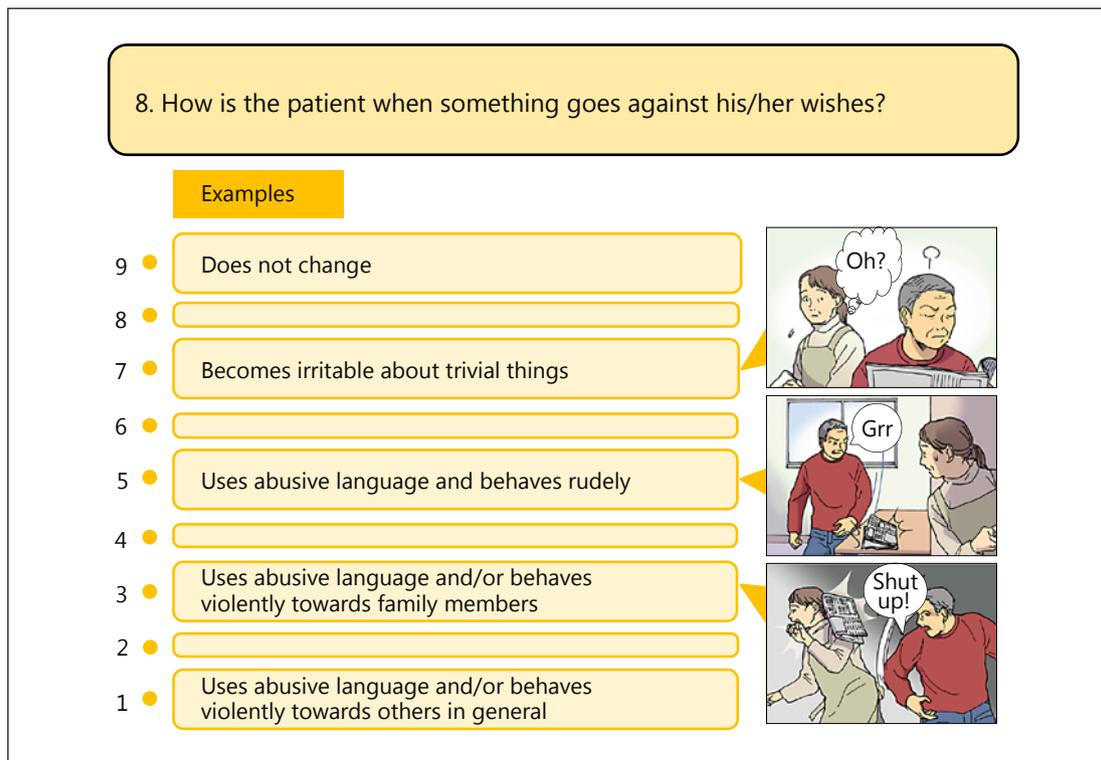 8. How is the patient when something goes against his/her wishes?
Examples
9
Does not change
8
7
Becomes irritable about trivial things
6
5
Uses abusive language and behaves rudely
4
3
Uses abusive language and/or behaves
violently towards family members
2
1
Uses abusive language and/or behaves
violently towards others in general
Oh?
Grr
Shut
up!